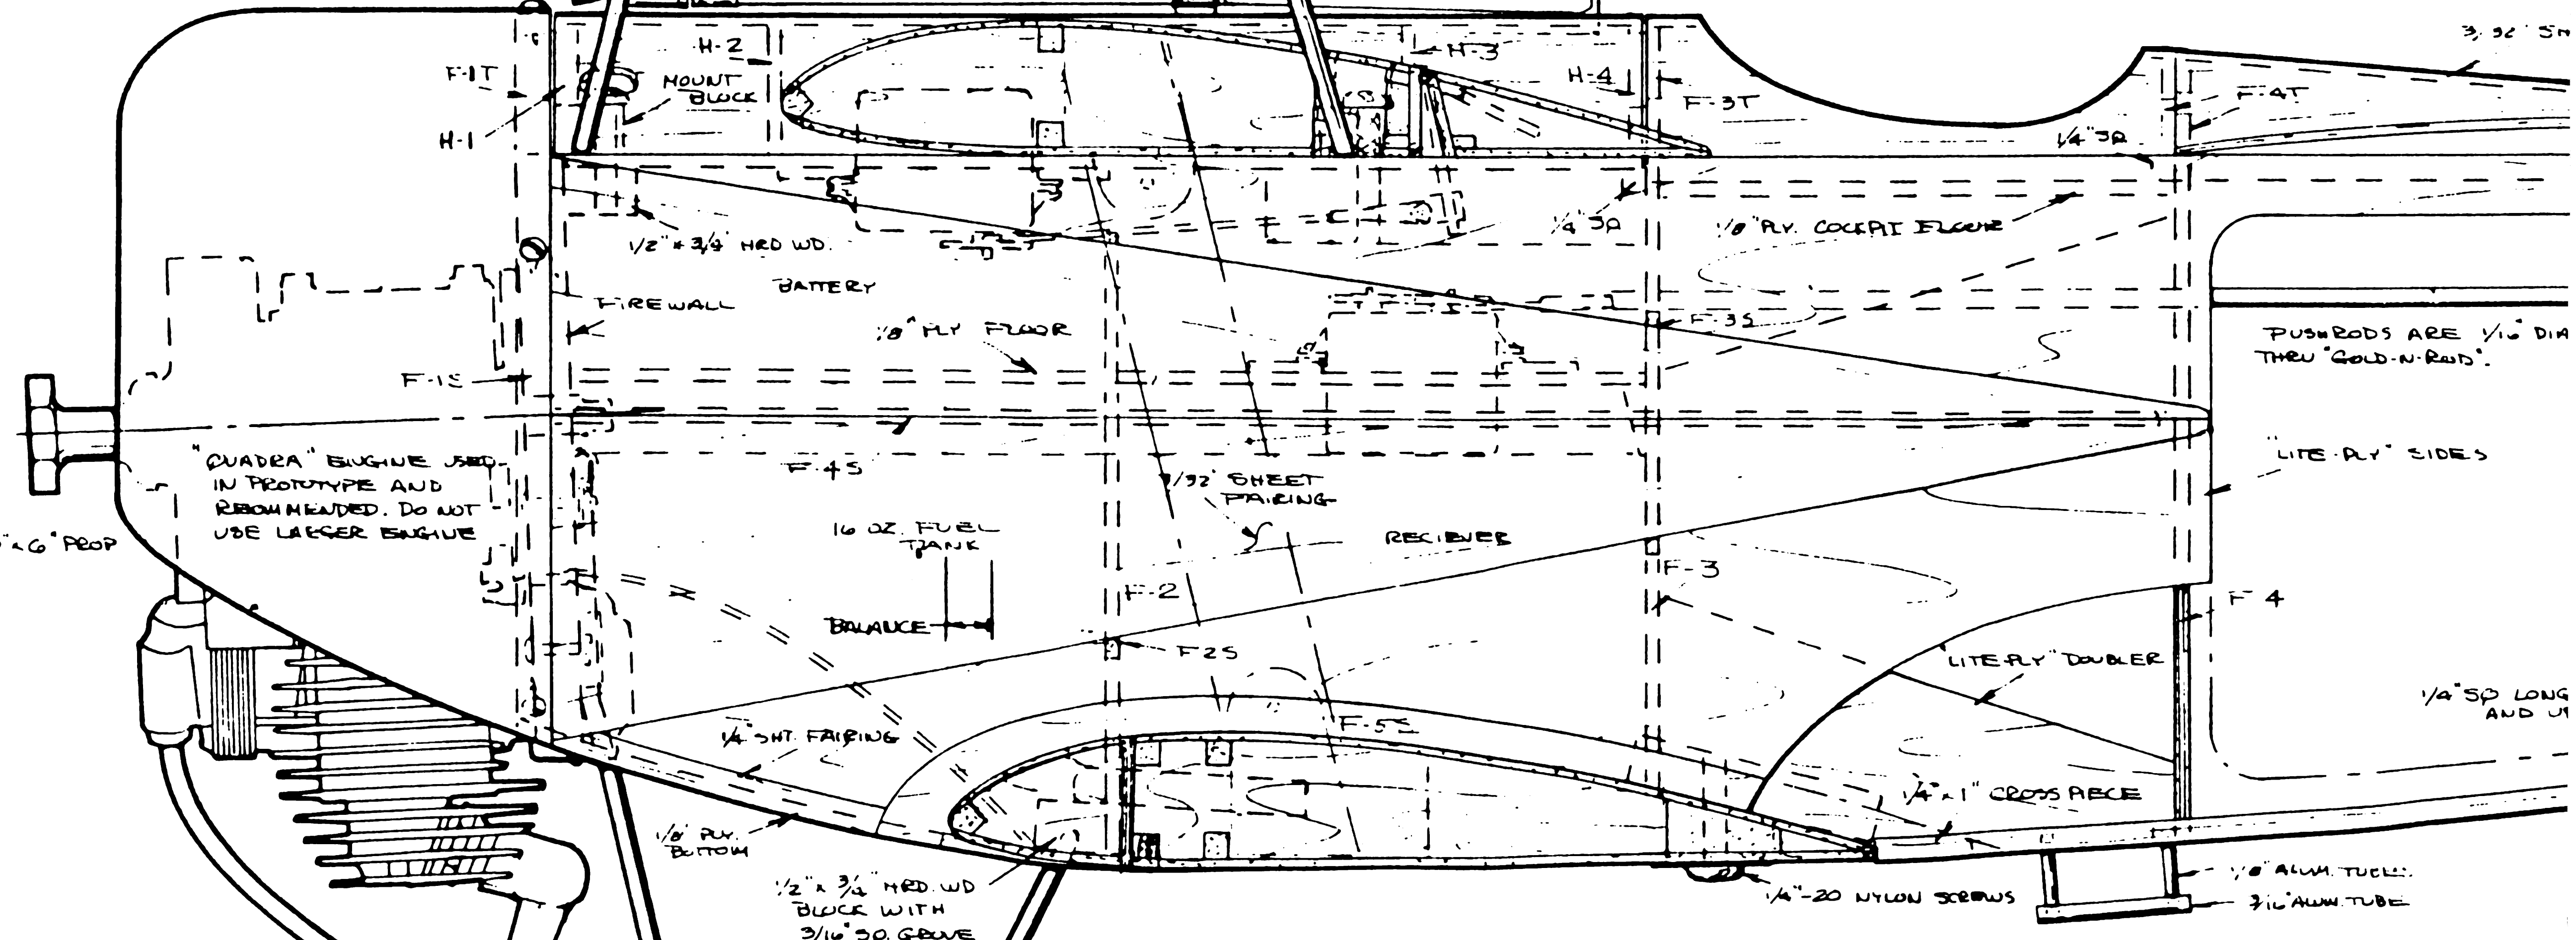 3/32" SH
H-2
H-3
F-1T
MOUNT
BLOCK
H-4
F-3T
F-4T
H-1
1/4" SQ
1/2" x 3/4" HRD WD.
1/4" SQ
1/8" PLY. COCKPIT FLOOR
BATTERY
FIREWALL
1/8" PLY FLOOR
F-3S
PUSHRODS ARE 1/16" DIA
THRU "GOLD-N-ROD".
F-1S
"QUADRA" ENGINE USED
IN PROTOTYPE AND
RECOMMENDED. DO NOT
USE LARGER ENGINE
F-4S
3/32" SHEET
FAIRING
"LITE-PLY" SIDES
16 OZ. FUEL
TANK
RECIEVER
"x 6" PROP
F-2
F-3
F-4
BALANCE
F2S
"LITE-PLY" DOUBLER
1/4" SQ LONG
AND U
F-5S
1/4" SHT. FAIRING
1/4" x 1" CROSS PIECE
1/8" PLY.
BOTTOM
1/2" x 3/4" HRD. WD
BLOCK WITH
3/16" SQ. GROVE
1/4"-20 NYLON SCREWS
1/8" ALUM. TUBE
3/16" ALUM. TUBE